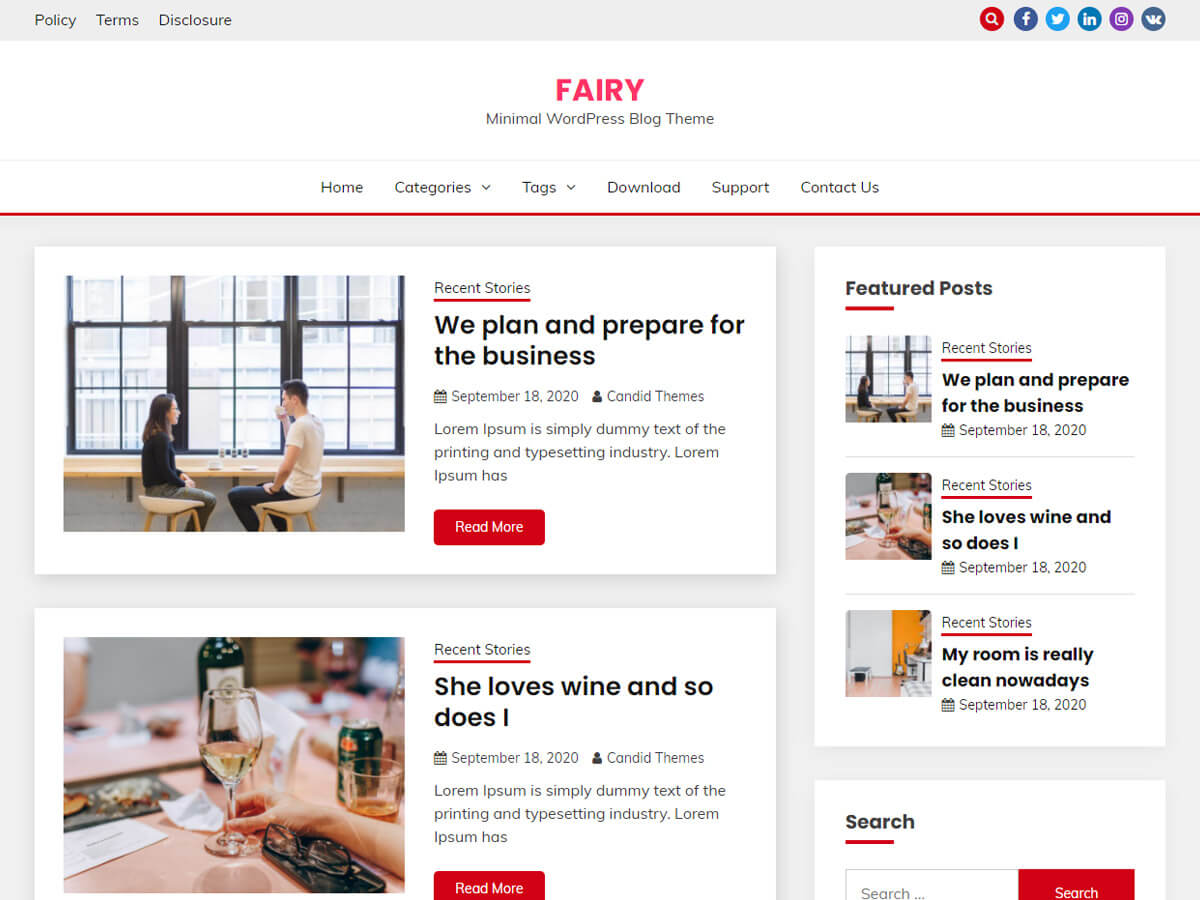 Policy Terms Disclosure
FAIRY
Minimal WordPress Blog Theme
Home Categories Tags Download Support Contact Us
Recent Stories
We plan and prepare for
the business
September 18, 2020 Candid Themes
Lorem Ipsum is simply dummy text of the
printing and typesetting industry. Lorem
Ipsum has
Read More
Recent Stories
She loves wine and so
does I
September 18, 2020 Candid Themes
Lorem Ipsum is simply dummy text of the
printing and typesetting industry. Lorem
Ipsum has
Read More
Featured Posts
Recent Stories
We plan and prepare
for the business
September 18, 2020
Recent Stories
She loves wine and
so does I
September 18, 2020
Recent Stories
My room is really
clean nowadays
September 18, 2020
Search
Search ... Search